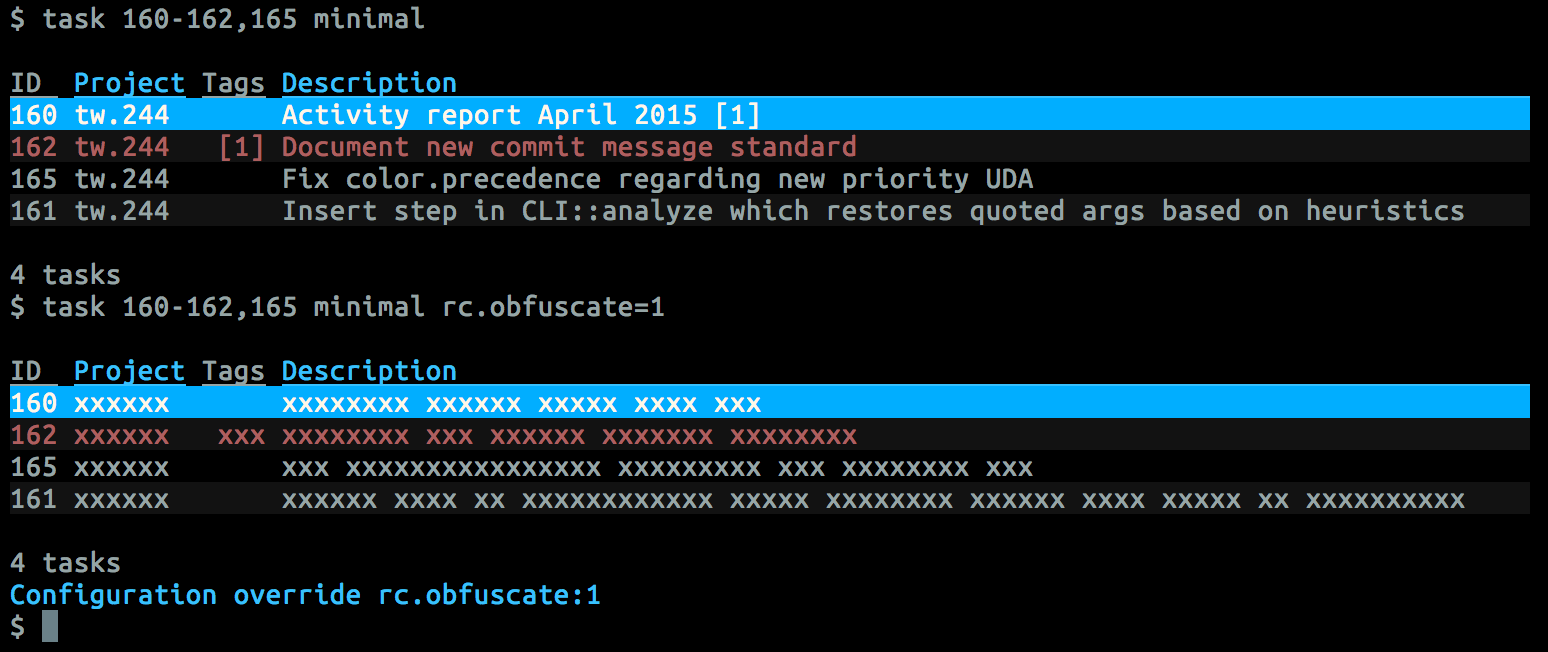 $ task 160-162,165 minimal
ID Project Tags Description
160 tw.244 Activity report April 2015 [1]
162 tw.244 [1] Document new commit message standard
165 tw.244 Fix color.precedence regarding new priority UDA
161 tw.244 Insert step in CLI::analyze which restores quoted args based on heuristics
4 tasks
$ task 160-162,165 minimal rc.obfuscate=1
ID Project Tags Description
160 xxxxxx xxxxxxxx xxxxxx xxxxx xxxx xxx
162 xxxxxx xxx xxxxxxxx xxx xxxxxx xxxxxxx xxxxxxxx
165 xxxxxx xxx xxxxxxxxxxxxxxxx xxxxxxxxx xxx xxxxxxxx xxx
161 xxxxxx xxxxxx xxxx xx xxxxxxxxxxxx xxxxx xxxxxxxx xxxxxx xxxx xxxxx xx xxxxxxxxxx
4 tasks
Configuration override rc.obfuscate:1
$